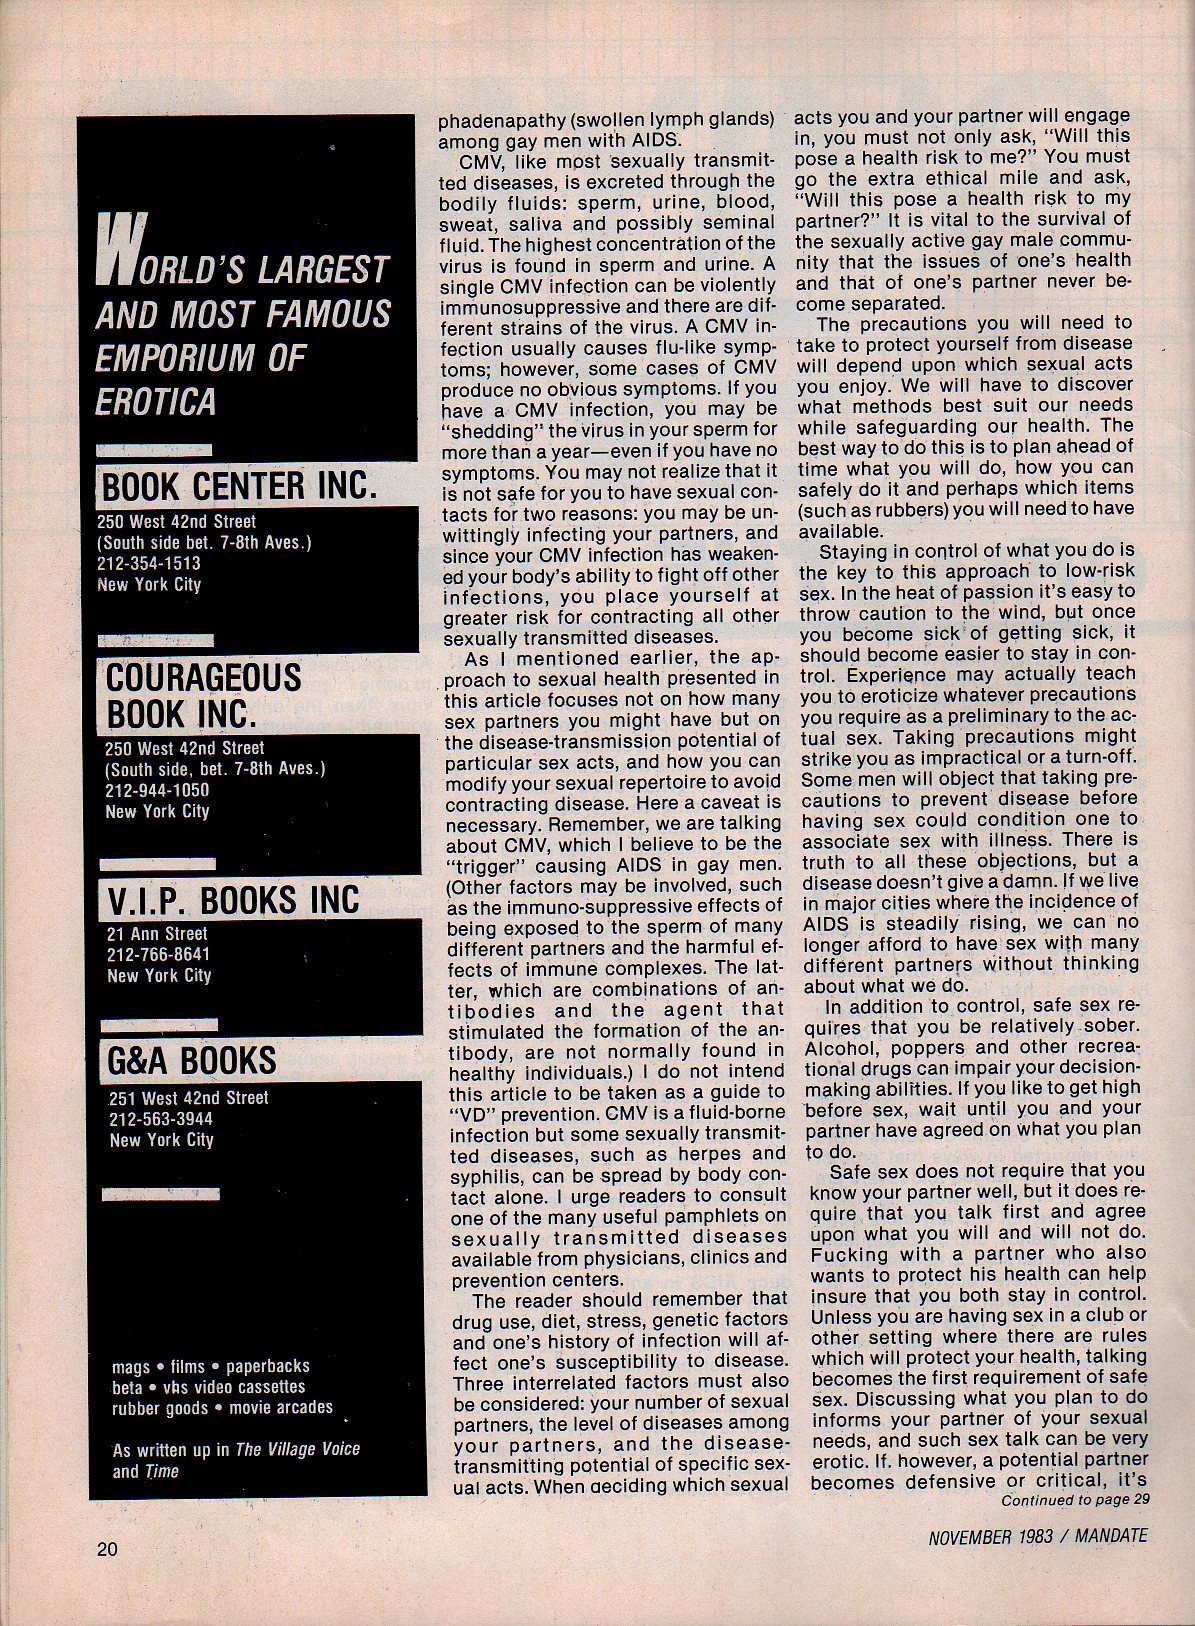 WORLD'S LARGEST
AND MOST FAMOUS
EMPORIUM OF
EROTICA
BOOK CENTER INC.
250 West 42nd Street
(South side bet. 7-8th Aves.)
212-354-1513
New York City
COURAGEOUS
BOOK INC.
250 West 42nd Street
(South side, bet. 7-8th Aves.)
212-944-1050
New York City
V.I.P. BOOKS INC
21 Ann Street
212-766-8641
New York City
G&A BOOKS
251 West 42nd Street
212-563-3944
New York City
mags • films • paperbacks
beta • vhs video cassettes
rubber goods • movie arcades
As written up in The Village Voice
and Time
phadenapathy (swollen lymph glands)
among gay men with AIDS.
CMV, like most sexually transmit-
ted diseases, is excreted through the
bodily fluids: sperm, urine, blood,
sweat, saliva and possibly seminal
fluid. The highest concentration of the
virus is found in sperm and urine. A
single CMV infection can be violently
immunosuppressive and there are dif-
ferent strains of the virus. A CMV in-
fection usually causes flu-like symp-
toms; however, some cases of CMV
produce no obvious symptoms. If you
have a CMV infection, you may be
"shedding" the virus in your sperm for
more than a year—even if you have no
symptoms. You may not realize that it
is not safe for you to have sexual con-
tacts for two reasons: you may be un-
wittingly infecting your partners, and
since your CMV infection has weaken-
ed your body's ability to fight off other
infections, you place yourself at
greater risk for contracting all other
sexually transmitted diseases.
As I mentioned earlier, the ap-
proach to sexual health presented in
this article focuses not on how many
sex partners you might have but on
the disease-transmission potential of
particular sex acts, and how you can
modify your sexual repertoire to avoid
contracting disease. Here a caveat is
necessary. Remember, we are talking
about CMV, which I believe to be the
"trigger" causing AIDS in gay men.
(Other factors may be involved, such
as the immuno-suppressive effects of
being exposed to the sperm of many
different partners and the harmful ef-
fects of immune complexes. The lat-
ter, which are combinations of an-
tibodies and the agent that
stimulated the formation of the an-
tibody, are not normally found in
healthy individuals.) I do not intend
this article to be taken as a guide to
"VD" prevention. CMV is a fluid-borne
infection but some sexually transmit-
ted diseases, such as herpes and
syphilis, can be spread by body con-
tact alone. I urge readers to consult
one of the many useful pamphlets on
sexually transmitted diseases
available from physicians, clinics and
prevention centers.
The reader should remember that
drug use, diet, stress, genetic factors
and one's history of infection will af-
fect one's susceptibility to disease.
Three interrelated factors must also
be considered: your number of sexual
partners, the level of diseases among
your partners, and the disease-
transmitting potential of specific sex-
ual acts. When deciding which sexual
acts you and your partner will engage
in, you must not only ask, "Will this
pose a health risk to me?" You must
go the extra ethical mile and ask,
"Will this pose a health risk to my
partner?" It is vital to the survival of
the sexually active gay male commu-
nity that the issues of one's health
and that of one's partner never be-
come separated.
The precautions you will need to
take to protect yourself from disease
will depend upon which sexual acts
you enjoy. We will have to discover
what methods best suit our needs
while safeguarding our health. The
best way to do this is to plan ahead of
time what you will do, how you can
safely do it and perhaps which items
(such as rubbers) you will need to have
available.
Staying in control of what you do is
the key to this approach to low-risk
sex. In the heat of passion it's easy to
throw caution to the wind, but once
you become sick of getting sick, it
should become easier to stay in con-
trol. Experience may actually teach
you to eroticize whatever precautions
you require as a preliminary to the ac-
tual sex. Taking precautions might
strike you as impractical or a turn-off.
Some men will object that taking pre-
cautions to prevent disease before
having sex could condition one to
associate sex with illness. There is
truth to all these objections, but a
disease doesn't give a damn. If we live
in major cities where the incidence of
AIDS is steadily rising, we can no
longer afford to have sex with many
different partners without thinking
about what we do.
In addition to control, safe sex re-
quires that you be relatively sober.
Alcohol, poppers and other recrea-
tional drugs can impair your decision-
making abilities. If you like to get high
before sex, wait until you and your
partner have agreed on what you plan
to do.
Safe sex does not require that you
know your partner well, but it does re-
quire that you talk first and agree
upon what you will and will not do.
Fucking with a partner who also
wants to protect his health can help
insure that you both stay in control.
Unless you are having sex in a club or
other setting where there are rules
which will protect your health, talking
becomes the first requirement of safe
sex. Discussing what you plan to do
informs your partner of your sexual
needs, and such sex talk can be very
erotic. If. however, a potential partner
becomes defensive or critical, it's
Continued to page 29
20
NOVEMBER 1983 / MANDATE